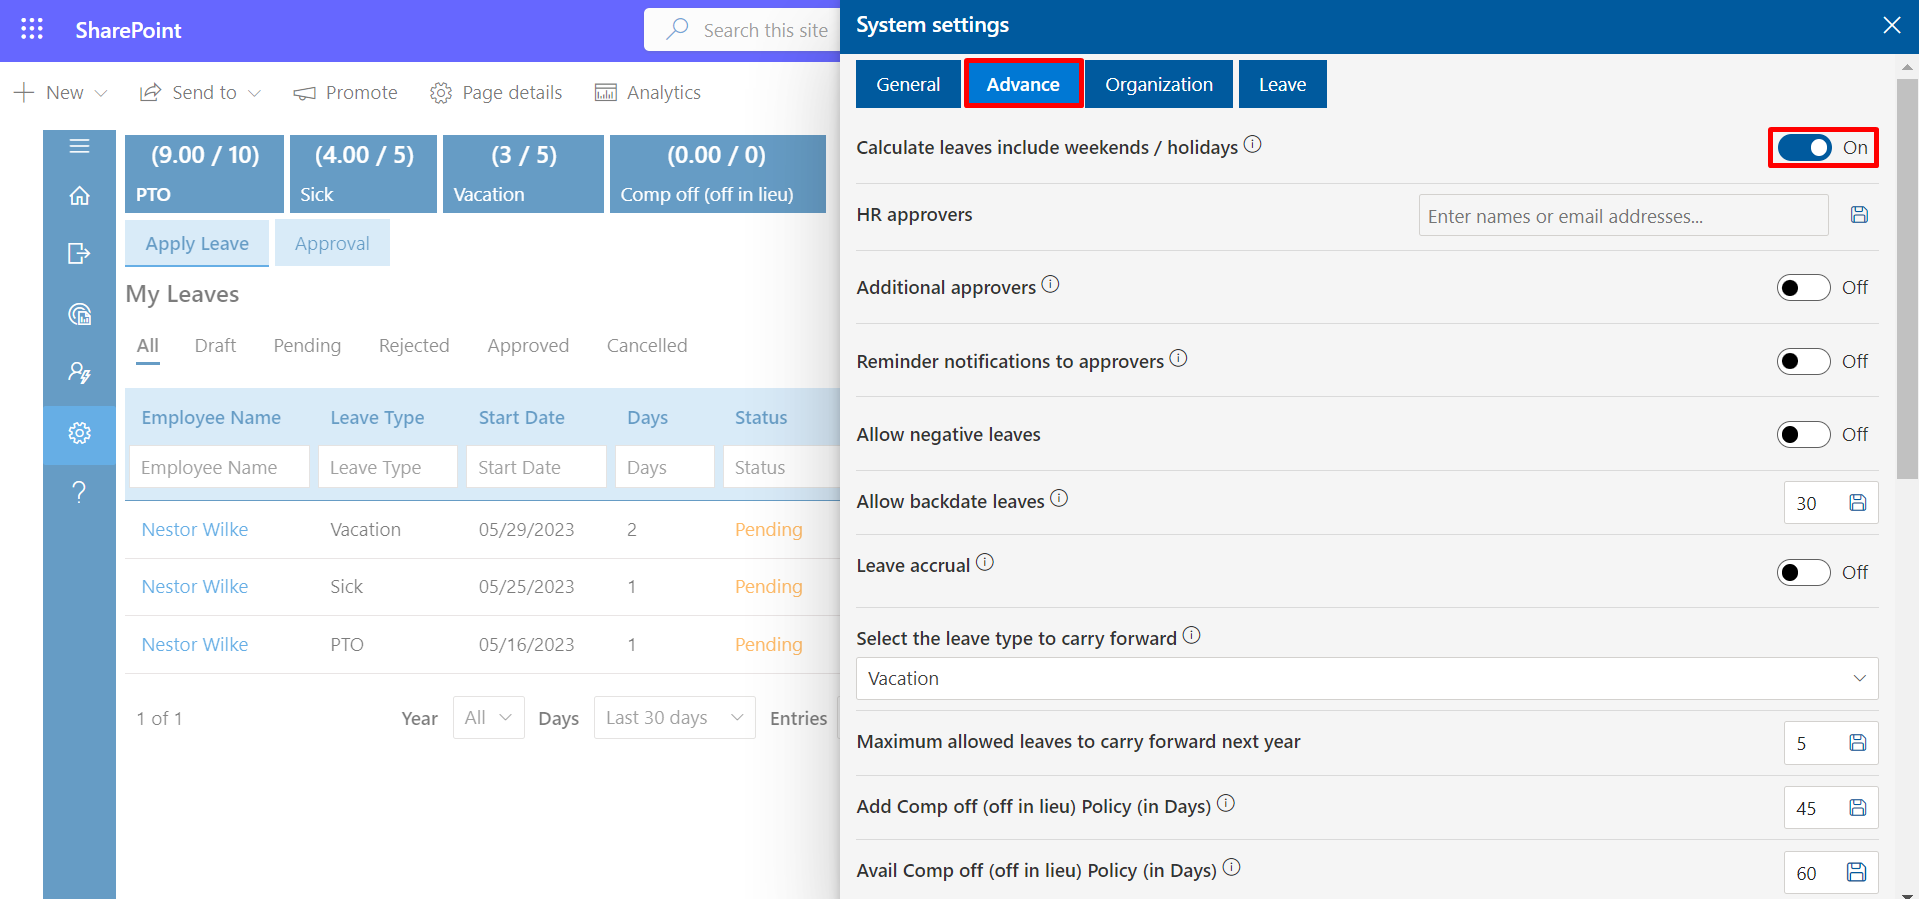 SharePoint
Search this site
New
Send to
Promote
Page details
Analytics
(9.00 / 10)
PTO
(4.00 / 5)
Sick
(3 / 5)
Vacation
(0.00 / 0)
Comp off (off in lieu)
Apply Leave
Approval
My Leaves
All Draft Pending Rejected Approved Cancelled
Employee Name Leave Type Start Date Days Status
Employee Name Leave Type Start Date Days Status
Nestor Wilke Vacation 05/29/2023 2 Pending
Nestor Wilke Sick 05/25/2023 1 Pending
Nestor Wilke PTO 05/16/2023 1 Pending
1 of 1 Year All Days Last 30 days Entries
System settings
General Advance Organization Leave
Calculate leaves include weekends / holidays On
HR approvers Enter names or email addresses...
Additional approvers Off
Reminder notifications to approvers Off
Allow negative leaves Off
Allow backdate leaves 30
Leave accrual Off
Select the leave type to carry forward
Vacation
Maximum allowed leaves to carry forward next year 5
Add Comp off (off in lieu) Policy (in Days) 45
Avail Comp off (off in lieu) Policy (in Days) 60